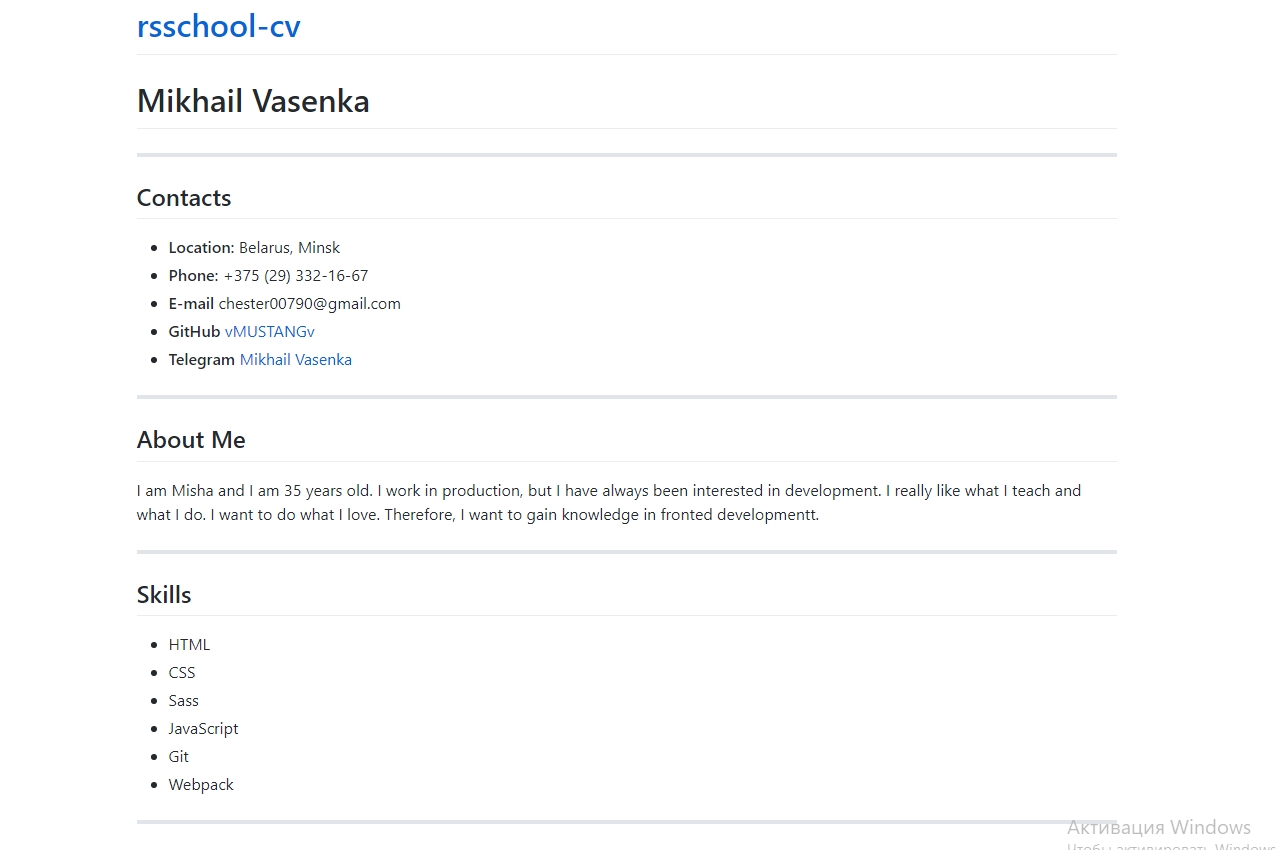 rsschool-cv
Mikhail Vasenka
Contacts
Location: Belarus, Minsk
Phone: +375 (29) 332-16-67
E-mail chester00790@gmail.com
GitHub vMUSTANGv
Telegram Mikhail Vasenka
About Me
I am Misha and I am 35 years old. I work in production, but I have always been interested in development. I really like what I teach and
what I do. I want to do what I love. Therefore, I want to gain knowledge in fronted developmentt.
Skills
HTML
CSS
Sass
JavaScript
Git
Webpack
Активация Windows
Чтобы активировать Windows